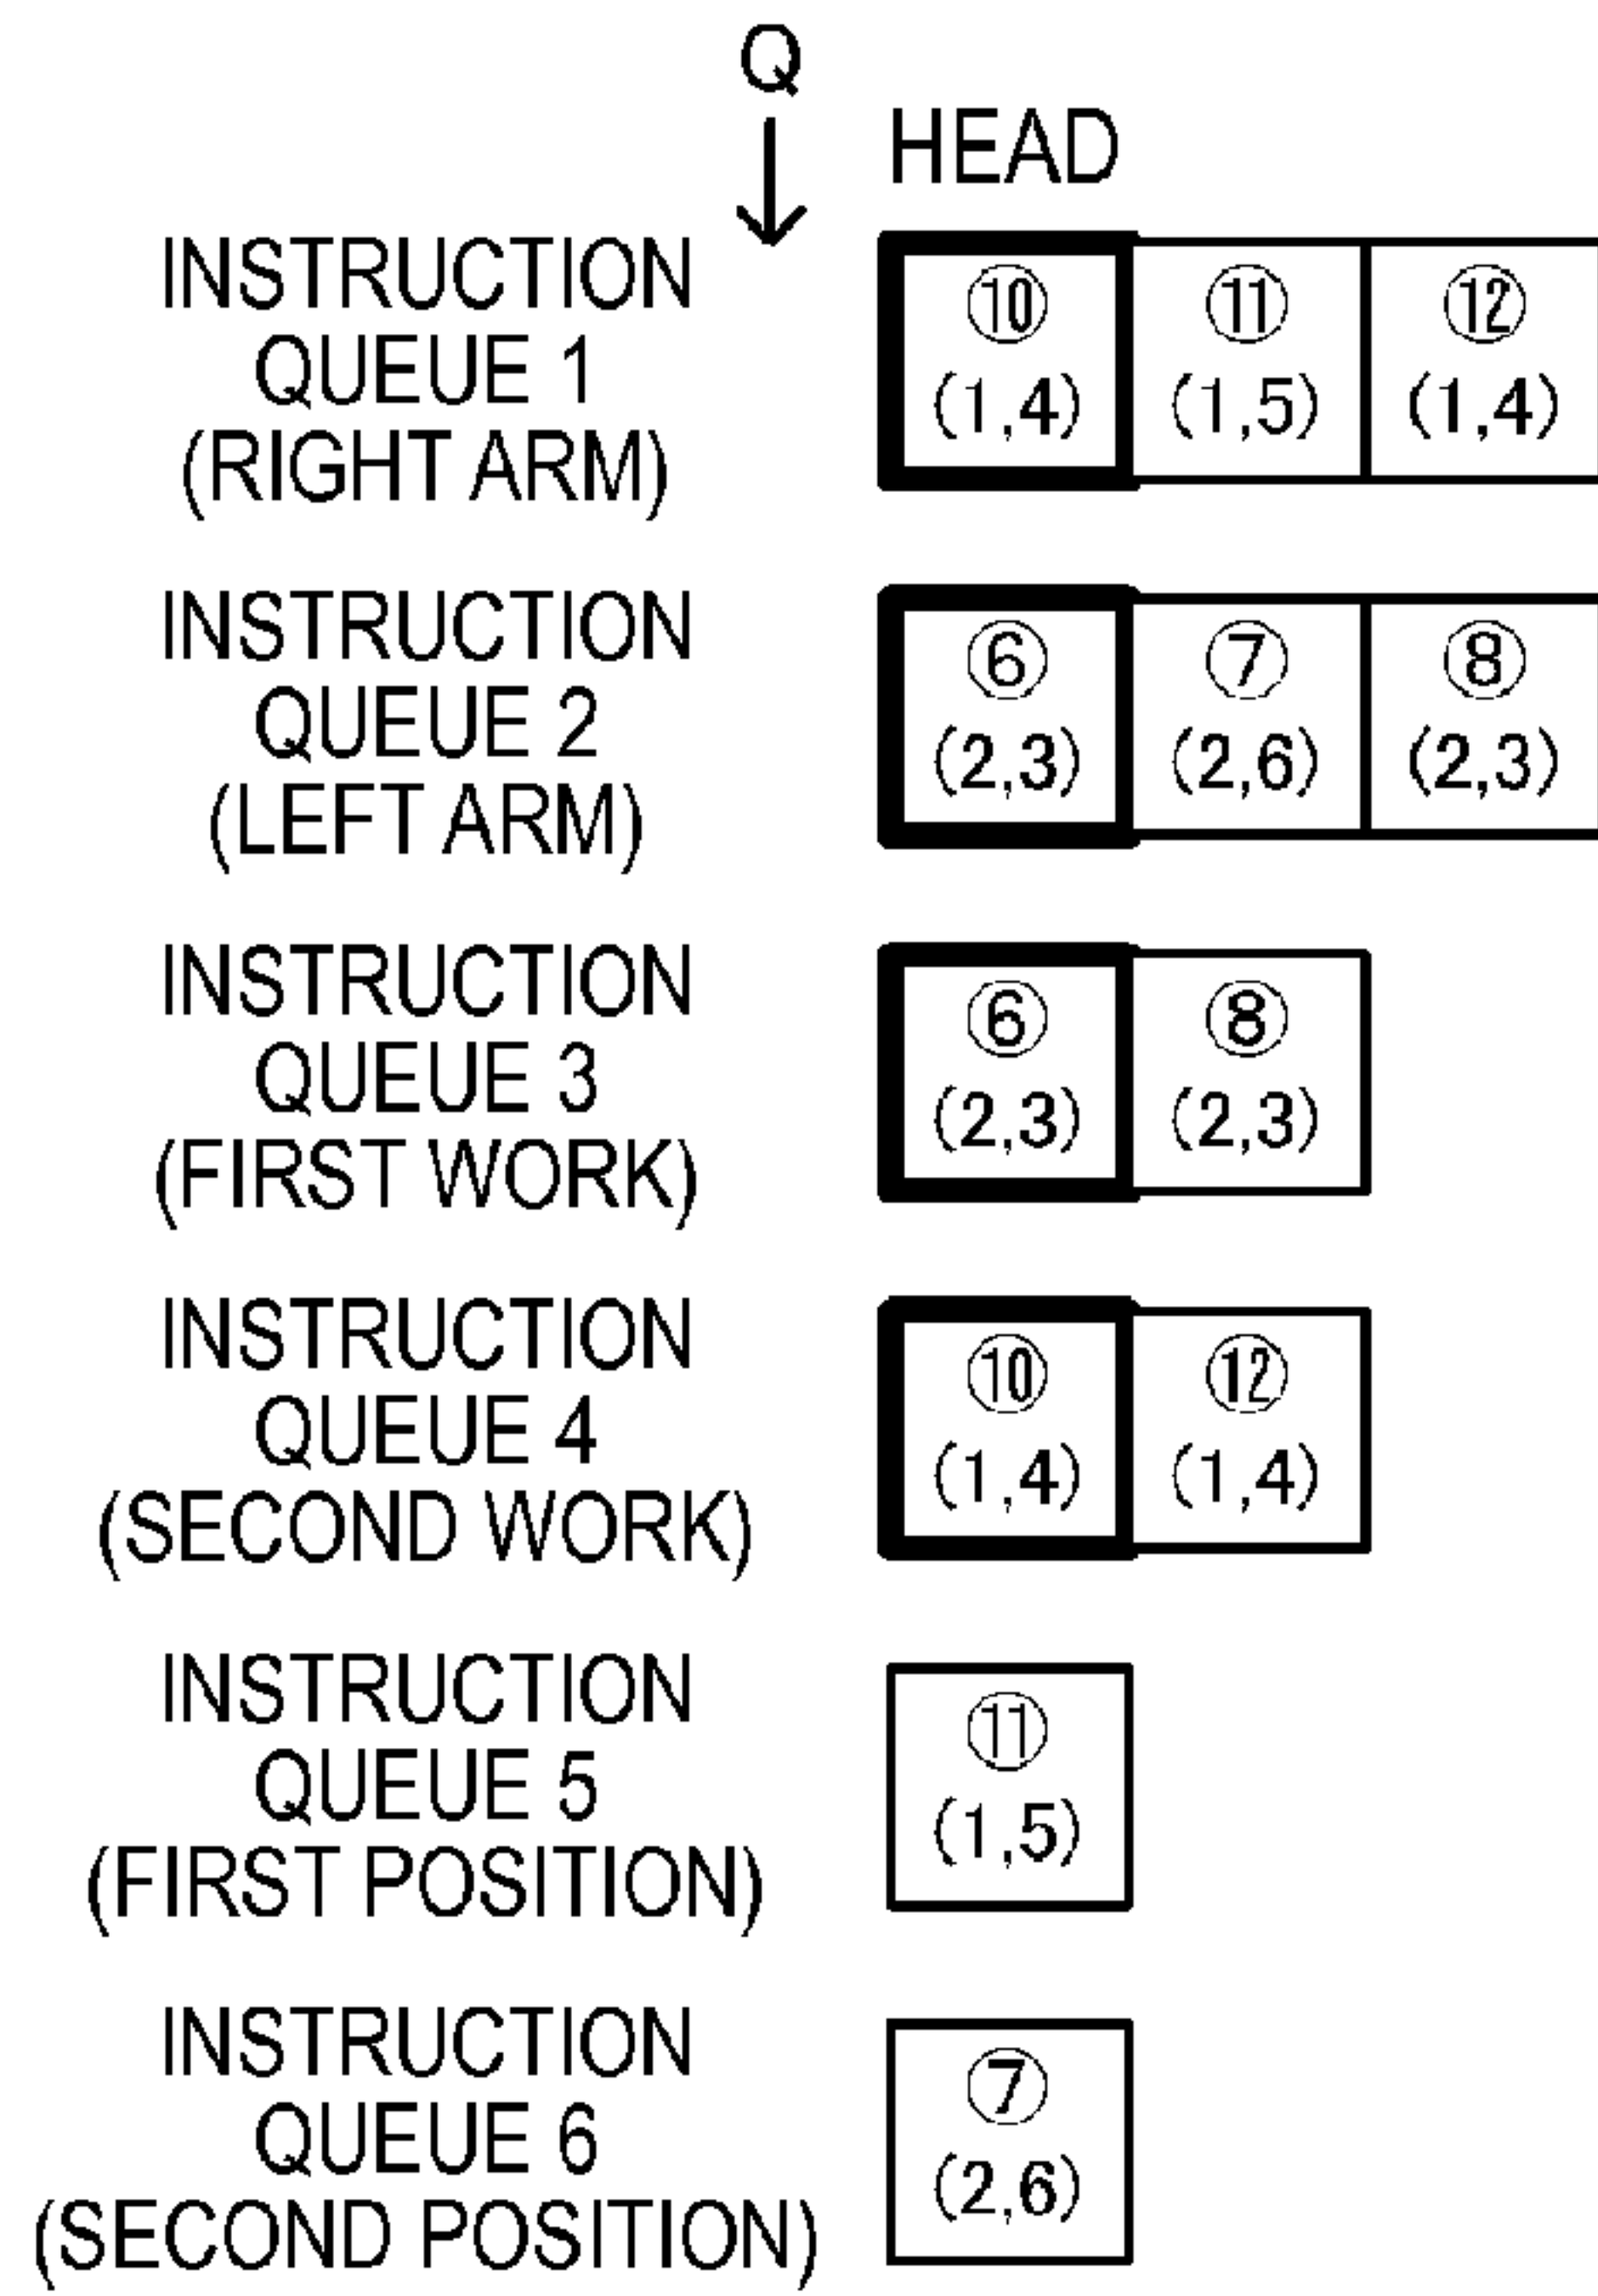 Q
HEAD
INSTRUCTION
QUEUE 1
(RIGHT ARM)
⑩ ⑪ ⑫
(1,4) (1,5) (1,4)
INSTRUCTION
QUEUE 2
(LEFT ARM)
⑥ ⑦ ⑧
(2,3) (2,6) (2,3)
INSTRUCTION
QUEUE 3
(FIRST WORK)
⑥ ⑧
(2,3) (2,3)
INSTRUCTION
QUEUE 4
(SECOND WORK)
⑩ ⑫
(1,4) (1,4)
INSTRUCTION
QUEUE 5
(FIRST POSITION)
⑪
(1,5)
INSTRUCTION
QUEUE 6
(SECOND POSITION)
⑦
(2,6)